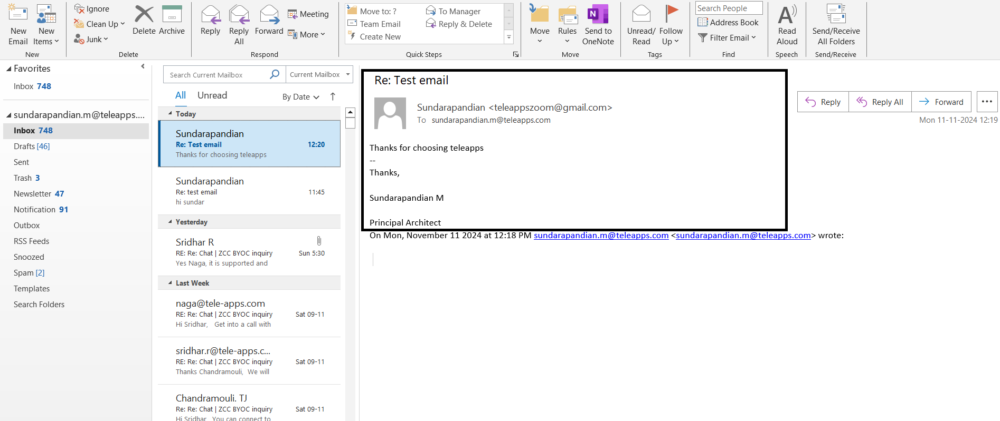 New Email
New Items
New
Ignore
Clean Up
Junk
Delete
Archive
Delete
Reply
Reply All
Forward
Meeting
More
Respond
Move to: ?
Team Email
Create New
To Manager
Reply & Delete
Quick Steps
Move
Rules
Send to OneNote
Move
Unread/ Read
Follow Up
Tags
Search People
Address Book
Filter Email
Find
Read Aloud
Speech
Send/Receive All Folders
Send/Receive
Favorites
Inbox 748
sundarapandian.m@teleapps....
Inbox 748
Drafts [46]
Sent
Trash 3
Newsletter 47
Notification 91
Outbox
RSS Feeds
Snoozed
Spam [2]
Templates
Search Folders
Search Current Mailbox
Current Mailbox
All
Unread
By Date
Today
Sundarapandian
Re: Test email 12:20
Thanks for choosing teleapps
Sundarapandian
Re: test email 11:45
hi sundar
Yesterday
Sridhar R
RE: Re: Chat | ZCC BYOC inquiry Sun 5:30
Yes Naga, it is supported and
Last Week
naga@tele-apps.com
RE: Re: Chat | ZCC BYOC inquiry Sat 09-11
Hi Sridhar, Get into a call with
sridhar.r@tele-apps.c...
RE: Re: Chat | ZCC BYOC inquiry Sat 09-11
Thanks Chandramouli, We will
Chandramouli. TJ
Re: Re: Chat | ZCC BYOC inquiry Sat 09-11
Hi Sridhar You can connect to
Re: Test email
Sundarapandian <teleappszoom@gmail.com>
To sundarapandian.m@teleapps.com
Reply
Reply All
Forward
Mon 11-11-2024 12:19
Thanks for choosing teleapps
--
Thanks,
Sundarapandian M
Principal Architect
On Mon, November 11 2024 at 12:18 PM sundarapandian.m@teleapps.com <sundarapandian.m@teleapps.com> wrote: